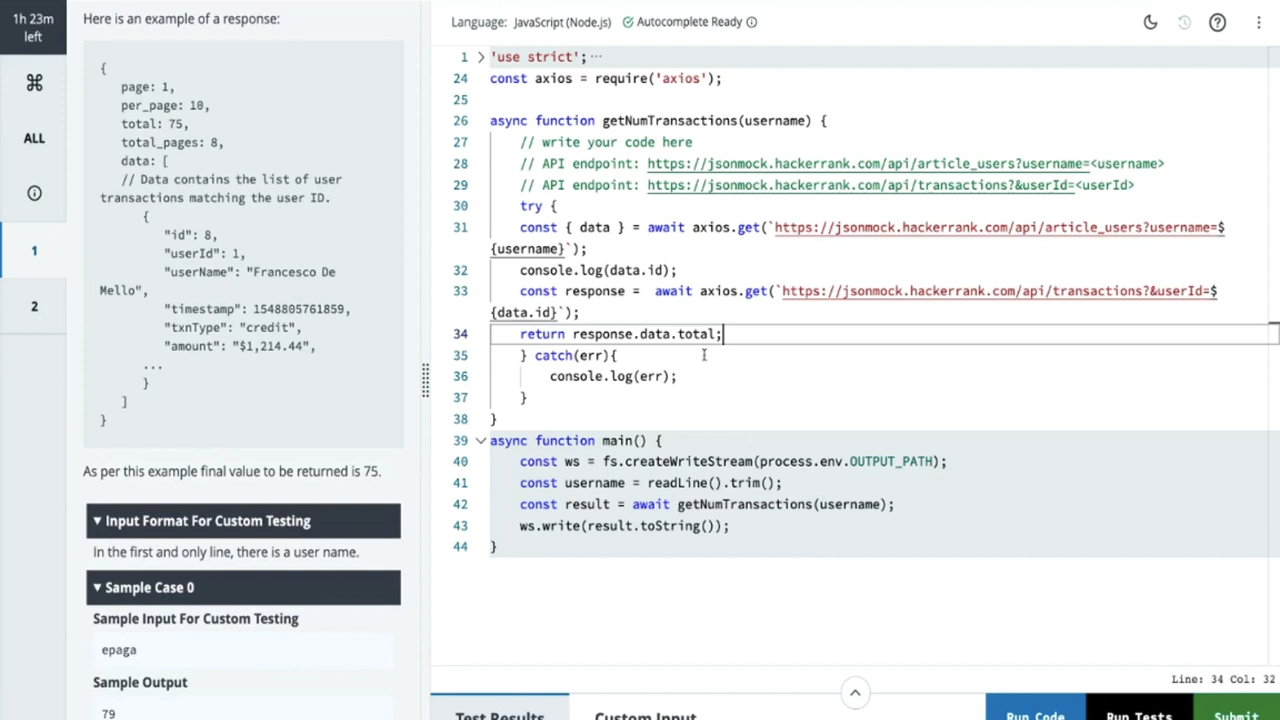 1h 23m
left
ALL
1
2
Here is an example of a response:
{
page: 1,
per_page: 10,
total: 75,
total_pages: 8,
data: [
// Data contains the list of user
transactions matching the user ID.
{
"id": 8,
"userId": 1,
"userName": "Francesco De
Mello",
"timestamp": 1548805761859,
"txnType": "credit",
"amount": "$1,214.44",
...
}
]
}
As per this example final value to be returned is 75.
Input Format For Custom Testing
In the first and only line, there is a user name.
Sample Case 0
Sample Input For Custom Testing
epaga
Sample Output
79
Language: JavaScript (Node.js) Autocomplete Ready
1 'use strict'; ...
24 const axios = require('axios');
25
26 async function getNumTransactions(username) {
27 // write your code here
28 // API endpoint: https://jsonmock.hackerrank.com/api/article_users?username=<username>
29 // API endpoint: https://jsonmock.hackerrank.com/api/transactions?&userId=<userId>
30 try {
31 const { data } = await axios.get(`https://jsonmock.hackerrank.com/api/article_users?username=$
{username}`);
32 console.log(data.id);
33 const response = await axios.get(`https://jsonmock.hackerrank.com/api/transactions?&userId=$
{data.id}`);
34 return response.data.total;
35 } catch(err){
36 console.log(err);
37 }
38 }
39 async function main() {
40 const ws = fs.createWriteStream(process.env.OUTPUT_PATH);
41 const username = readLine().trim();
42 const result = await getNumTransactions(username);
43 ws.write(result.toString());
44 }
Line: 34 Col: 32
Test Results Custom Input Run Code Run Tests Submit